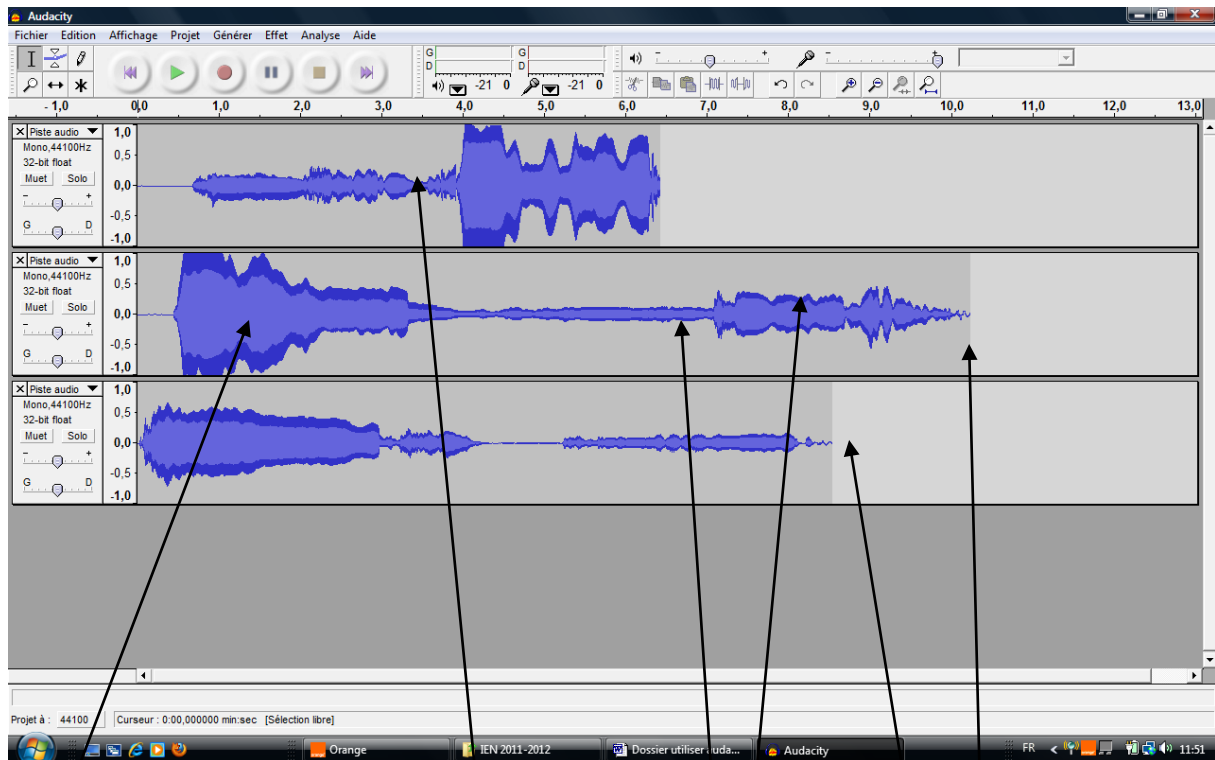 Audacity
Fichier Edition Affichage Projet Générer Effet Analyse Aide
G G
D D
-21 0 -21 0
- +
- +
- 1,0 0,0 1,0 2,0 3,0 4,0 5,0 6,0 7,0 8,0 9,0 10,0 11,0 12,0 13,0
Piste audio
Mono,44100Hz
32-bit float
Muet Solo
- +
G D
1,0
0,5
0,0
-0,5
-1,0
Piste audio
Mono,44100Hz
32-bit float
Muet Solo
- +
G D
1,0
0,5
0,0
-0,5
-1,0
Piste audio
Mono,44100Hz
32-bit float
Muet Solo
- +
G D
1,0
0,5
0,0
-0,5
-1,0
Projet à : 44100 Curseur : 0:00,000000 min:sec [Sélection libre]
Orange IEN 2011-2012 Dossier utiliser auda... Audacity FR 11:51